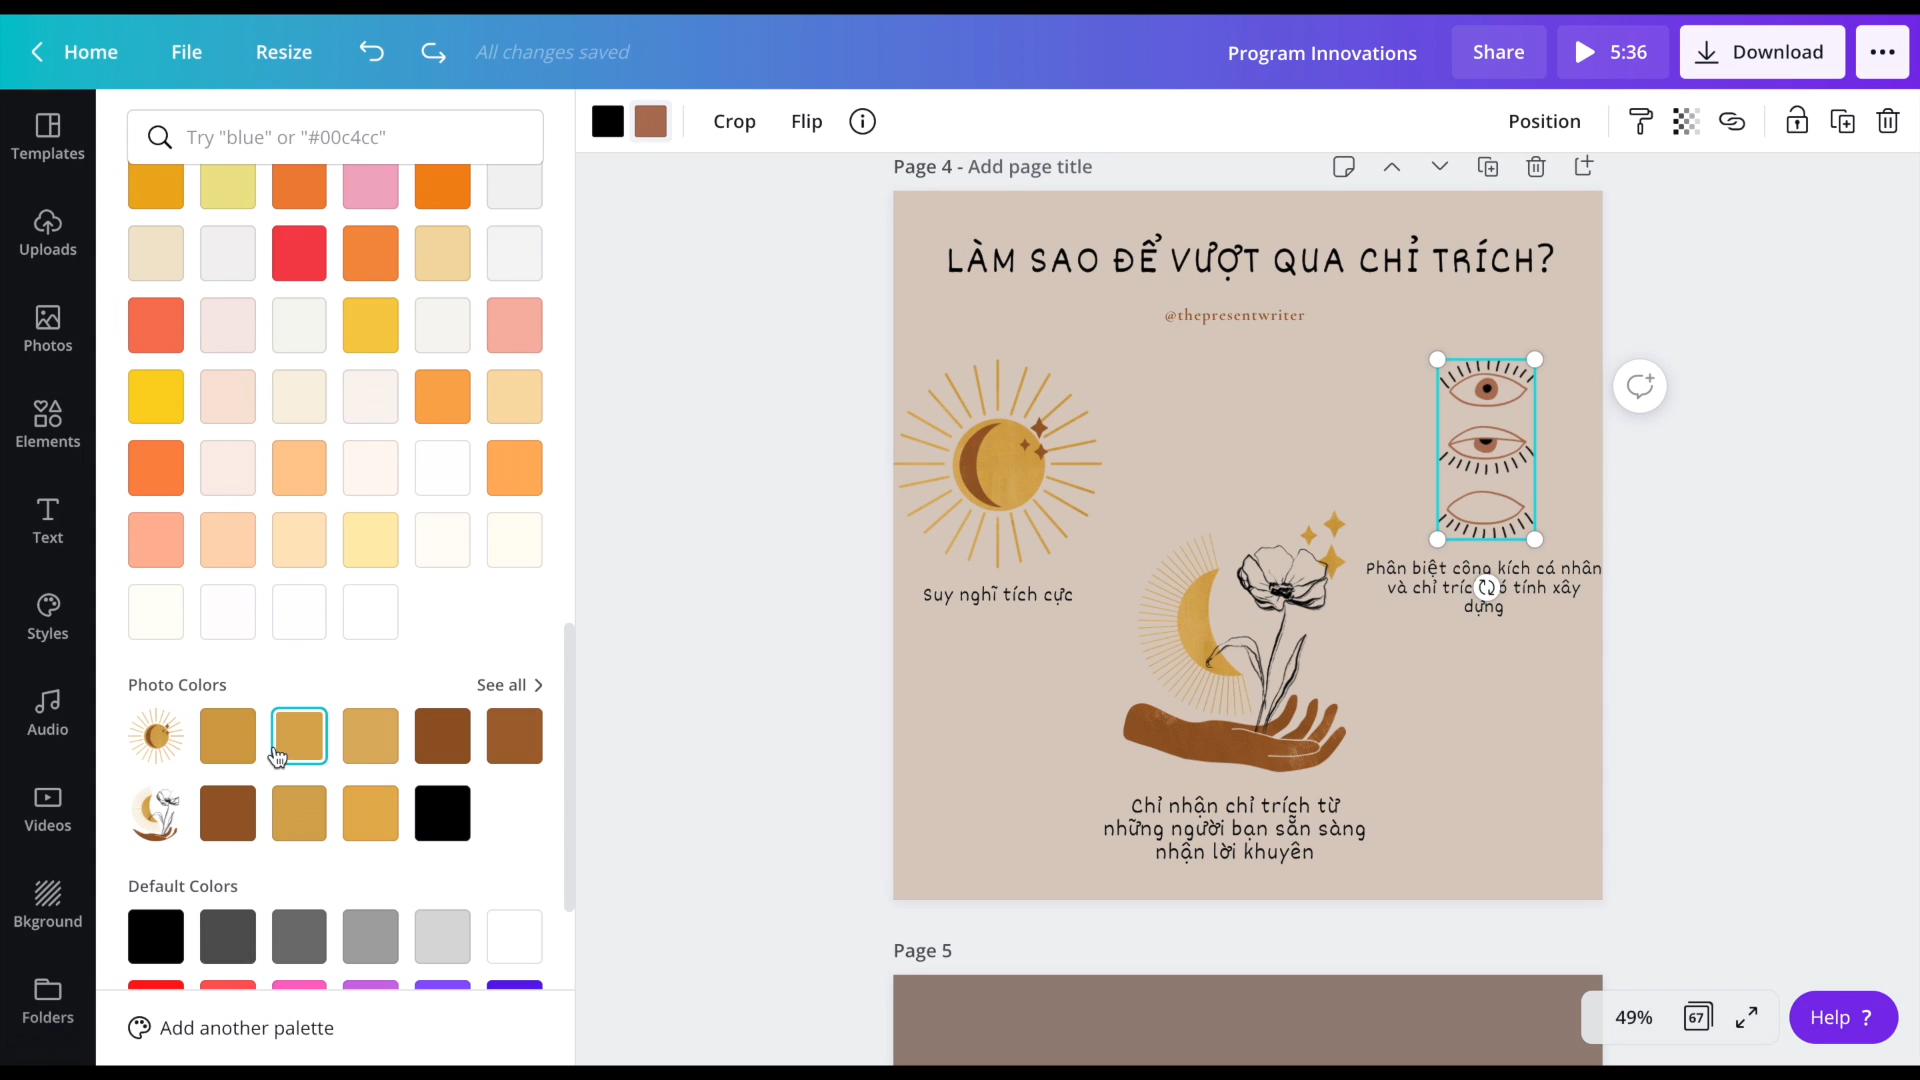 Home
File
Resize
All changes saved
Program Innovations
Share
5:36
Download
Templates
Uploads
Photos
Elements
Text
Styles
Audio
Videos
Bkground
Folders
Try "blue" or "#00c4cc"
Photo Colors
See all
Default Colors
Add another palette
Crop
Flip
Position
Page 4 - Add page title
LÀM SAO ĐỂ VƯỢT QUA CHỈ TRÍCH?
@thepresentwriter
Suy nghĩ tích cực
Phân biệt công kích cá nhân
và chỉ tính xây
dựng
Chỉ nhận chỉ trích từ
những người bạn sẵn sàng
nhận lời khuyên
Page 5
49%
67
Help ?